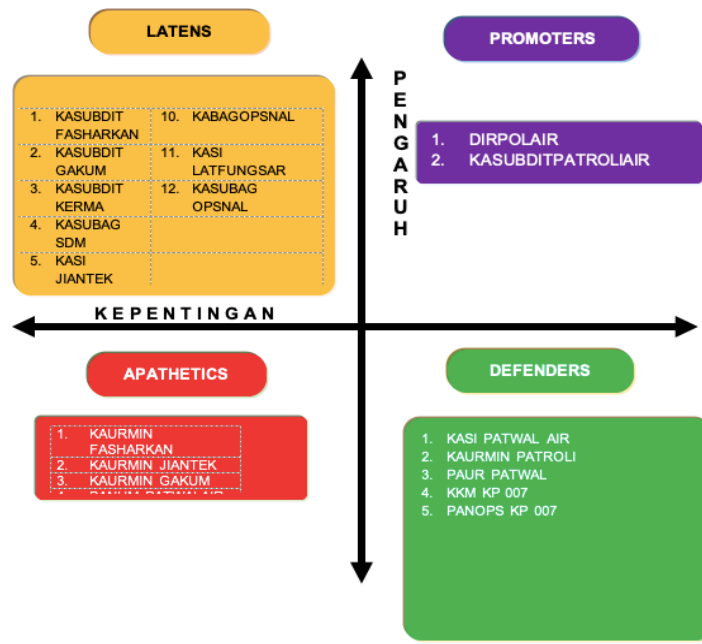 LATENS
1. KASUBDIT
FASHARKAN
2. KASUBDIT
GAKUM
3. KASUBDIT
KERMA
4. KASUBAG
SDM
5. KASI
JIANTEK
10. KABAGOPSNAL
11. KASI
LATFUNGSAR
12. KASUBAG
OPSNAL
PENGARUH
PROMOTERS
1. DIRPOLAIR
2. KASUBDITPATROLIAIR
KEPENTINGAN
APATHETICS
1. KAURMIN
FASHARKAN
2. KAURMIN JIANTEK
3. KAURMIN GAKUM
DEFENDERS
1. KASI PATWAL AIR
2. KAURMIN PATROLI
3. PAUR PATWAL
4. KKM KP 007
5. PANOPS KP 007